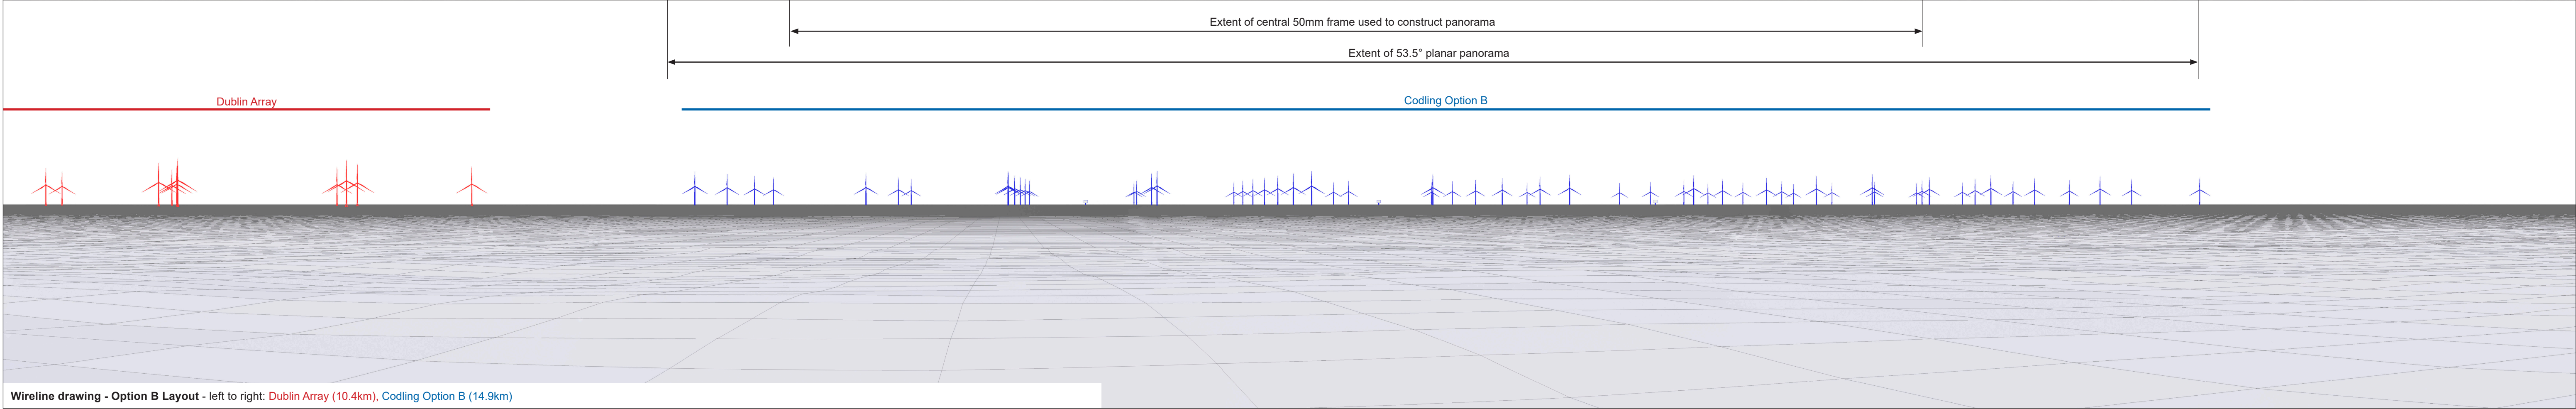 Extent of central 50mm frame used to construct panorama
Extent of 53.5° planar panorama
Dublin Array
Codling Option B
Wireline drawing - Option B Layout - left to right: Dublin Array (10.4km), Codling Option B (14.9km)